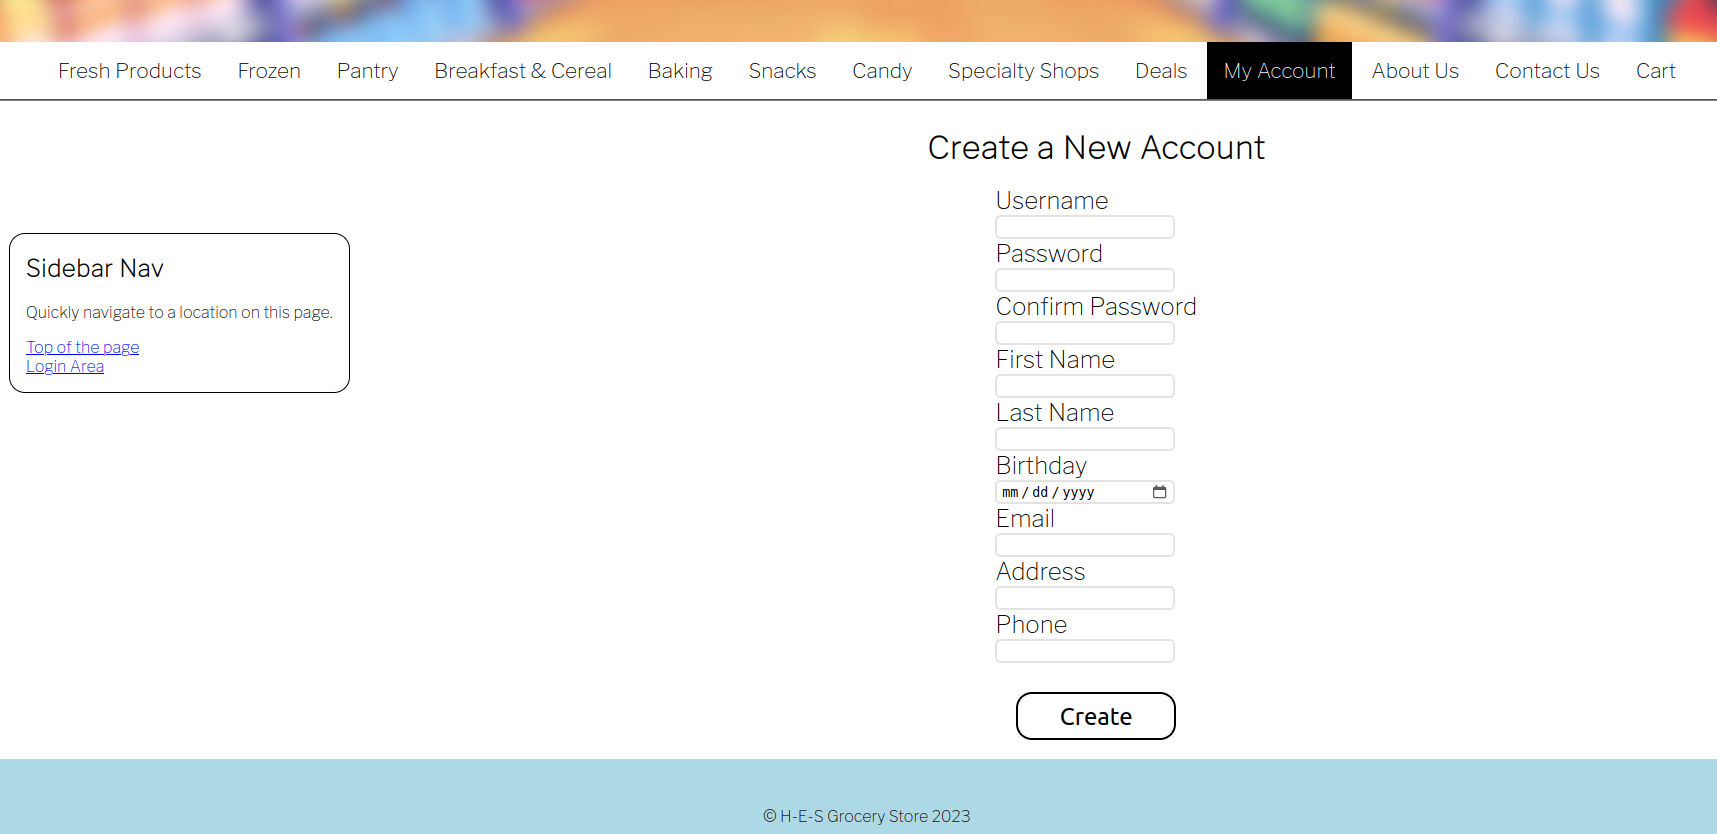 Fresh Products Frozen Pantry Breakfast & Cereal Baking Snacks Candy Specialty Shops Deals My Account About Us Contact Us Cart
Create a New Account
Sidebar Nav
Quickly navigate to a location on this page.
Top of the page
Login Area
Username
Password
Confirm Password
First Name
Last Name
Birthday
mm/dd/yyyy
Email
Address
Phone
Create
© H-E-S Grocery Store 2023